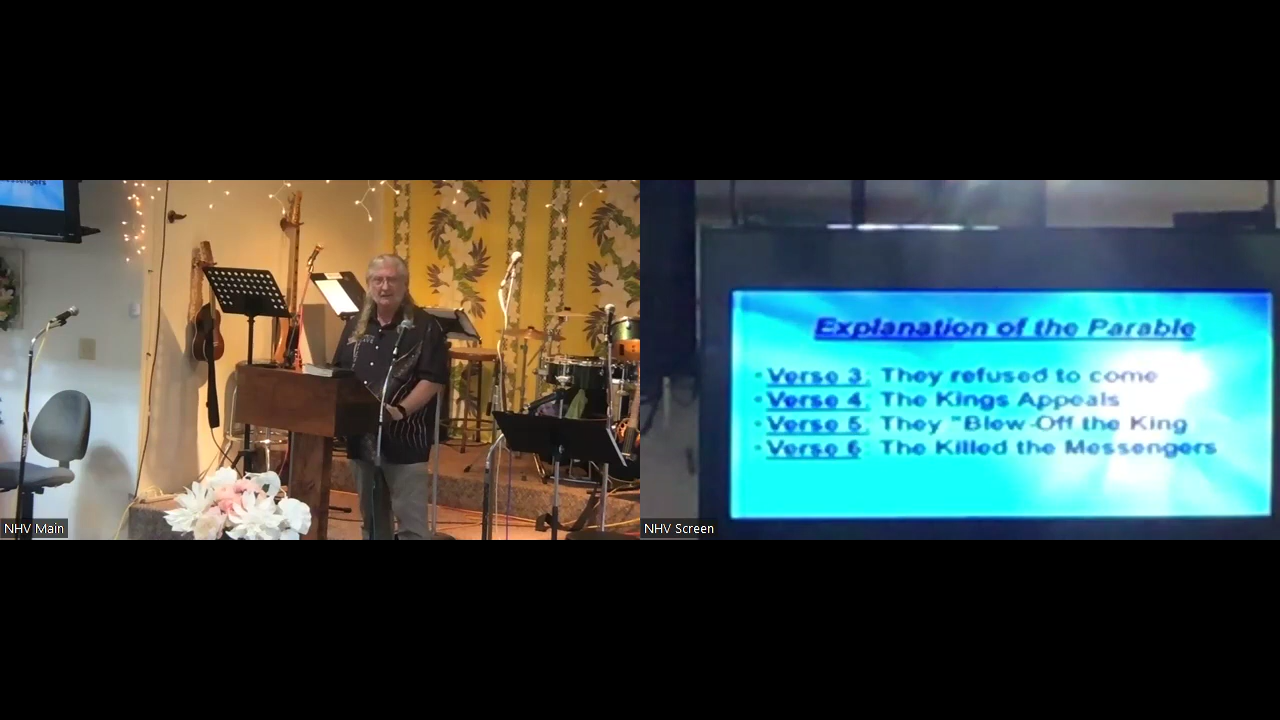 NHV Main
Explanation of the Parable
Verse 3: They refused to come
Verse 4: The Kings Appeals
Verse 5: They "Blew-Off the King
Verse 6: The Killed the Messengers
NHV Screen